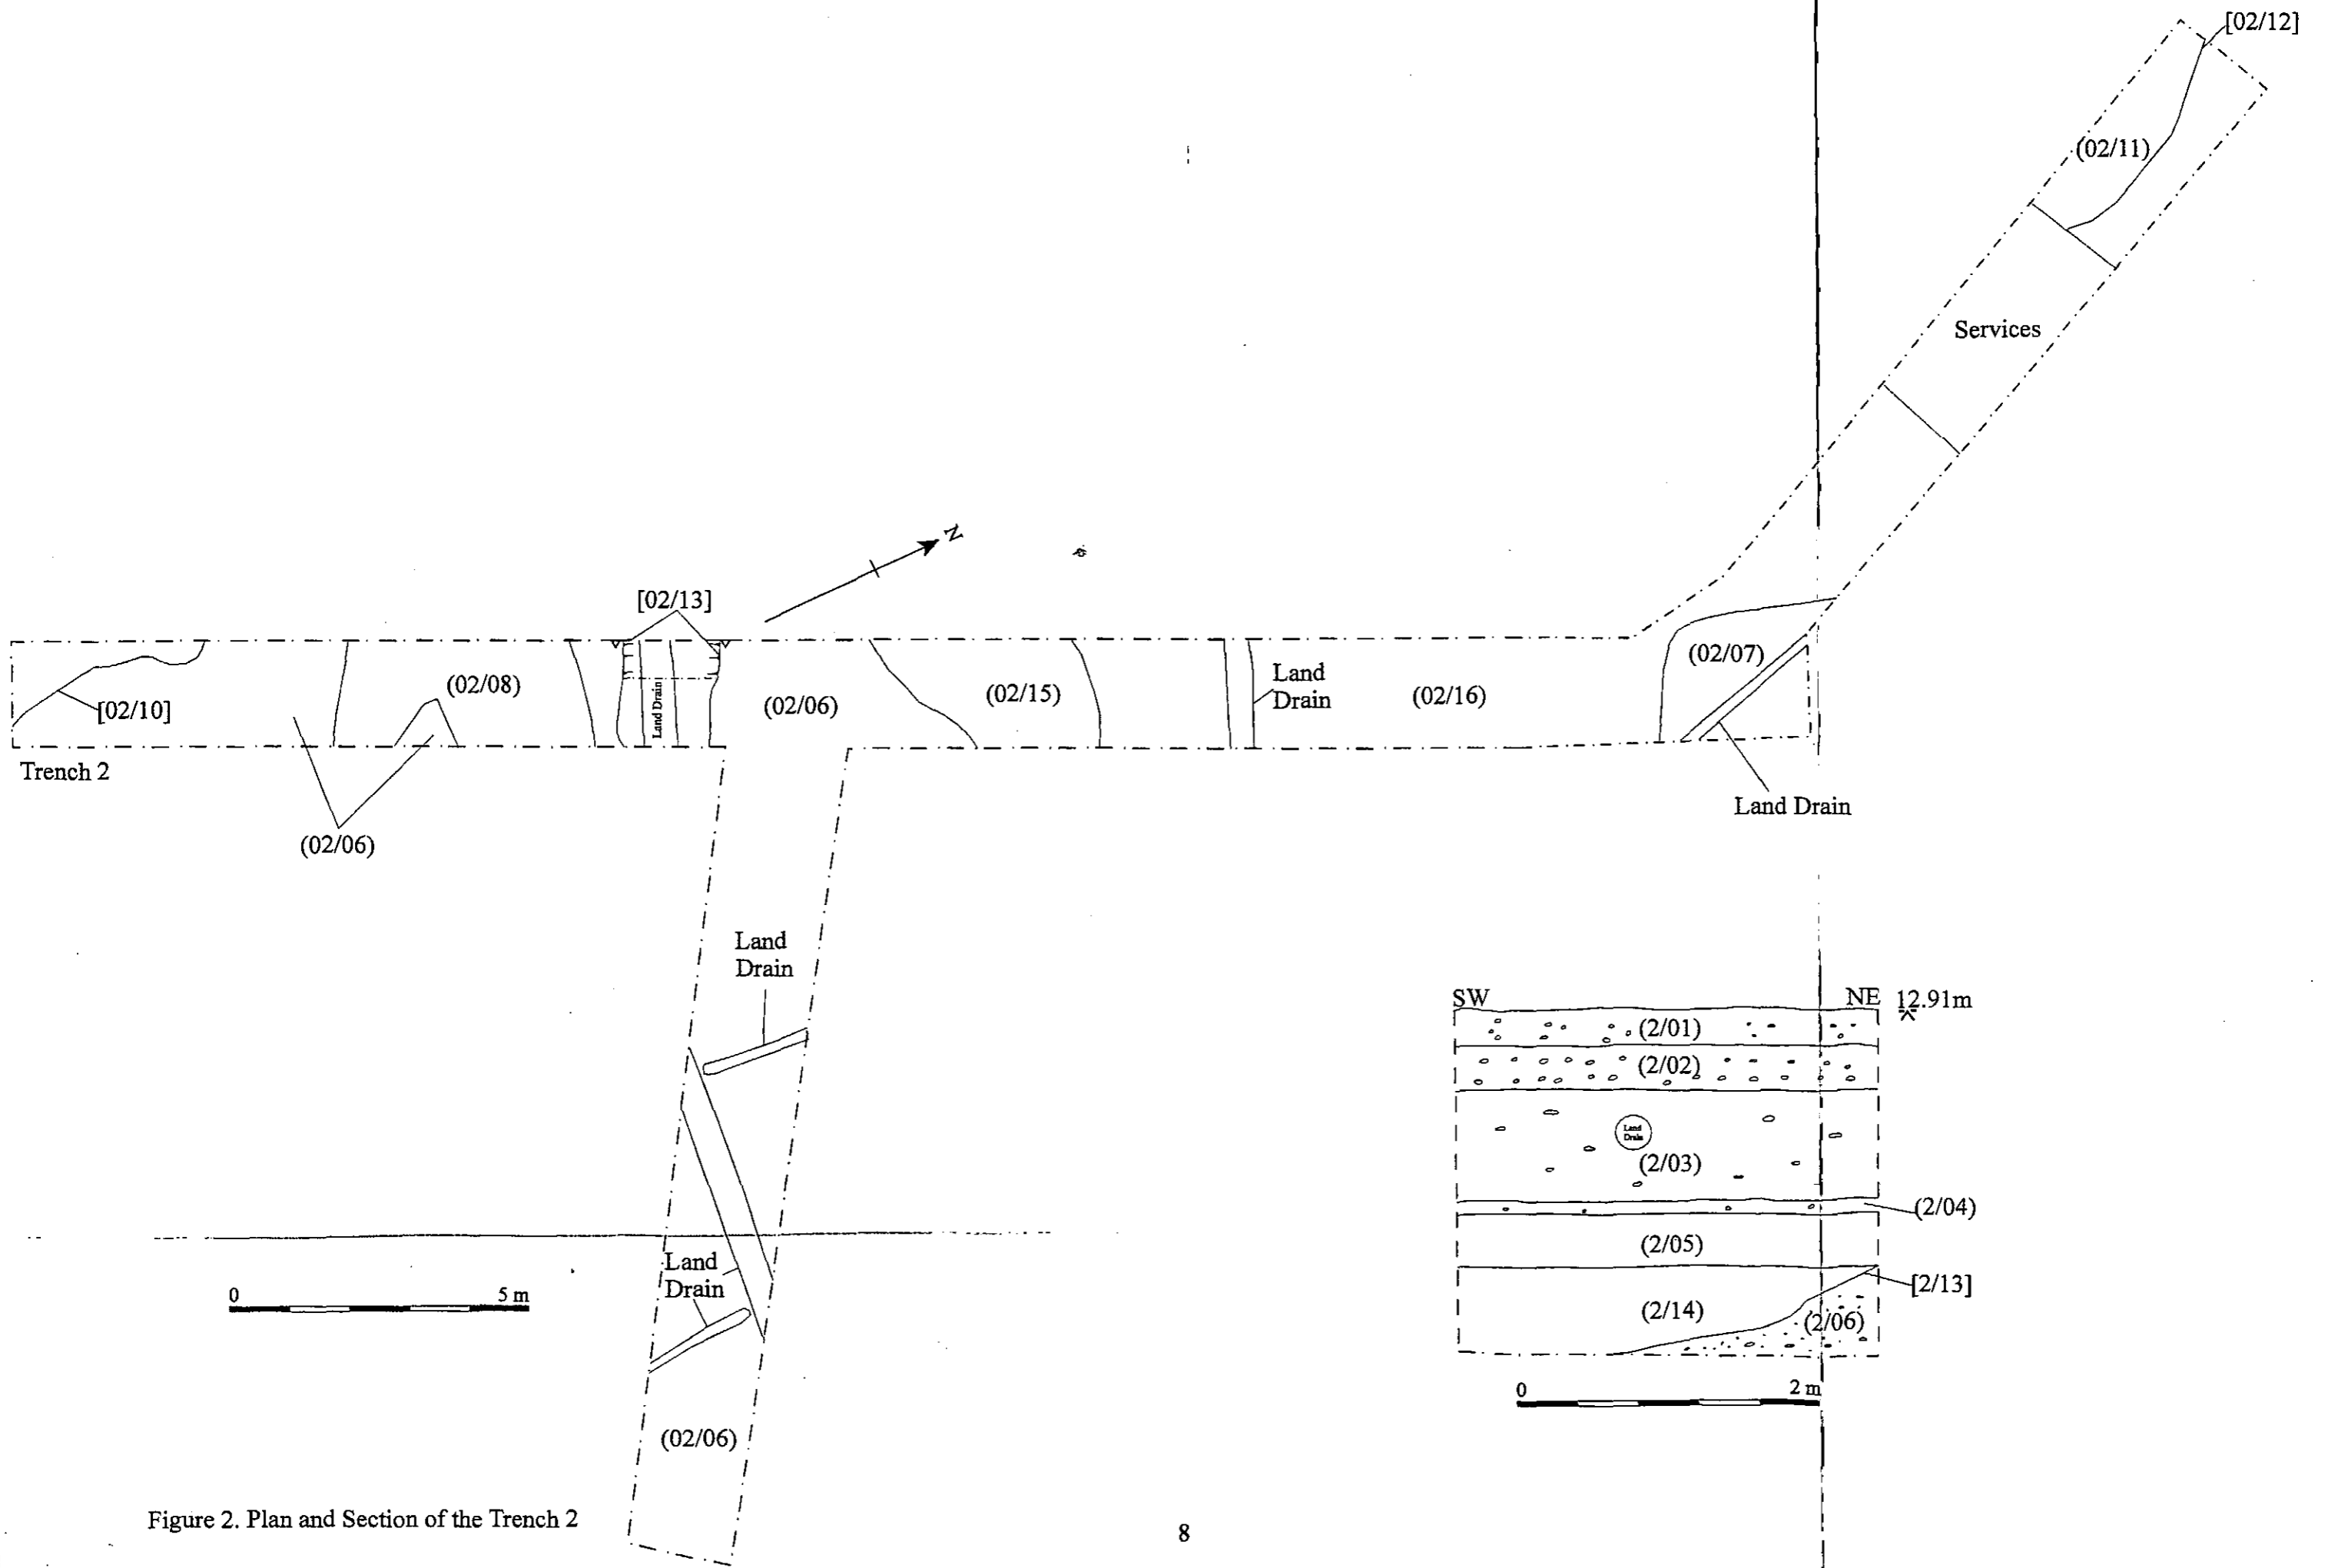 [02/12]
(02/11)
Services
N
[02/13]
(02/07)
(02/08)
Land
Drain
(02/15)
(02/16)
[02/10]
(02/06)
Land Drain
Trench 2
Land Drain
(02/06)
Land
Drain
SW
NE
12.91m
(2/01)
(2/02)
Land
Drain
(2/03)
(2/04)
(2/05)
Land
Drain
[2/13]
0
5 m
(2/14)
(2/06)
0
2 m
(02/06)
Figure 2. Plan and Section of the Trench 2
8